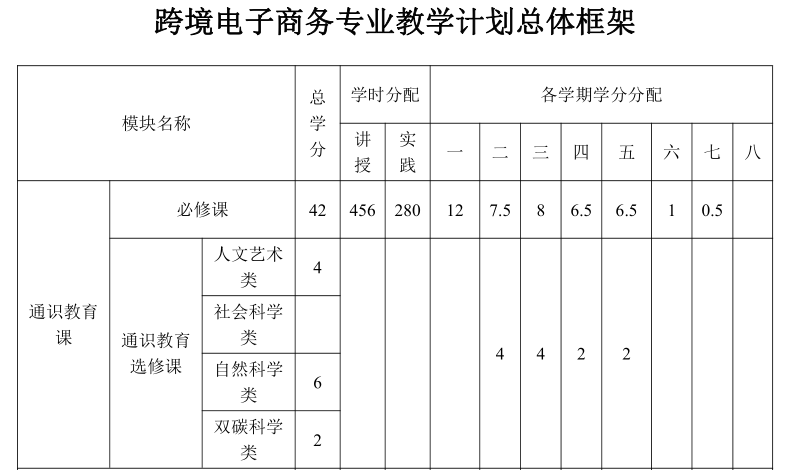 跨境电子商务专业教学计划总体框架
模块名称 总学分 学时分配 各学期学分分配
讲授 实践 一 二 三 四 五 六 七 八
通识教育课 必修课 42 456 280 12 7.5 8 6.5 6.5 1 0.5
通识教育选修课 人文艺术类 4 4 4 2 2
社会科学类
自然科学类 6
双碳科学类 2